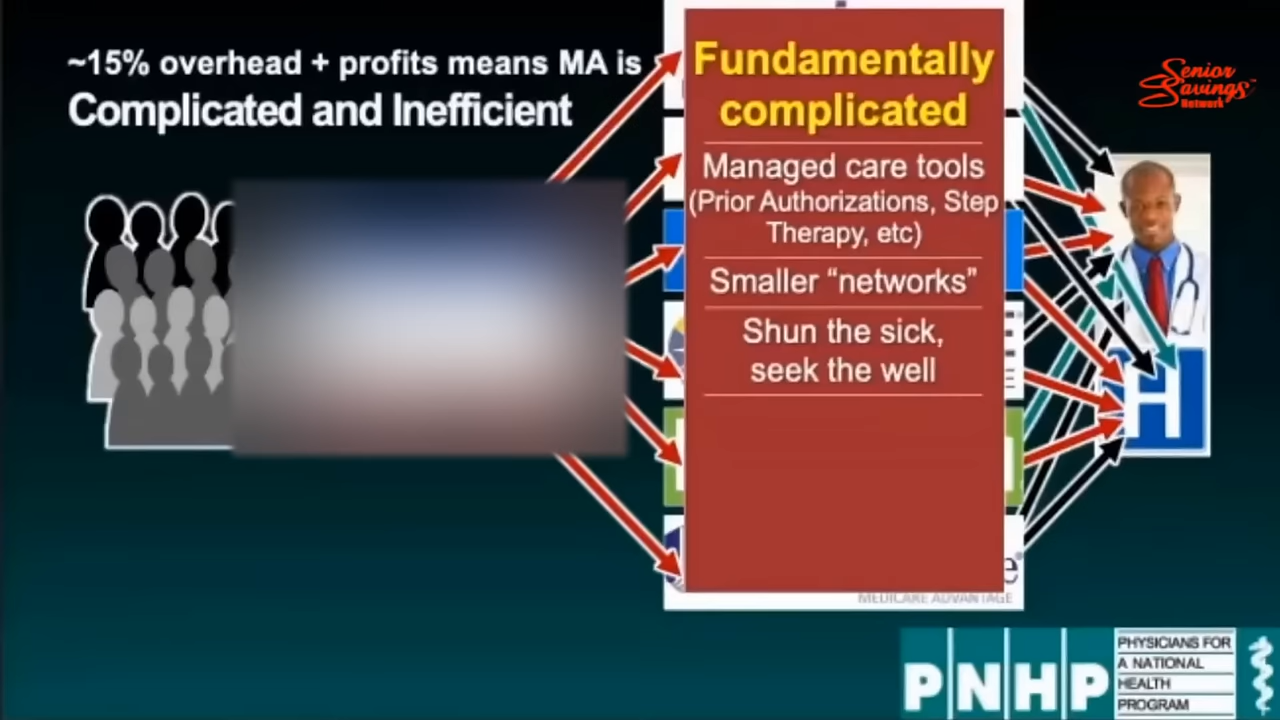 ~15% overhead + profits means MA is
Complicated and Inefficient
Fundamentally
complicated
Managed care tools
(Prior Authorizations, Step
Therapy, etc)
Smaller “networks”
Shun the sick,
seek the well
Senior
Savings™
Network
H
e®
MEDICARE ADVANTAGE
PNHP
PHYSICIANS FOR
A NATIONAL
HEALTH
PROGRAM